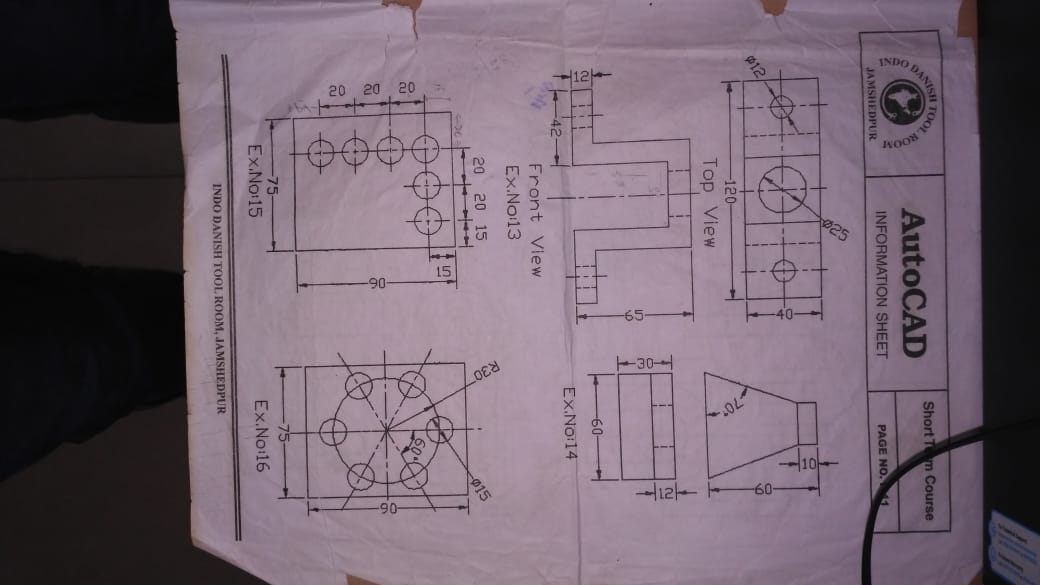 INDO DANISH TOOL ROOM
JAMSHEDPUR
AutoCAD
INFORMATION SHEET
Short Course
PAGE NO.
Ø12
Ø25
120
40
Top View
12
42
65
Front View
Ex.No:13
70°
10
60
30
60
12
Ex.No:14
20 20 20
20 20 15
15
75
90
Ex.No:15
R30
60°
Ø15
75
90
Ex.No:16
INDO DANISH TOOL ROOM, JAMSHEDPUR